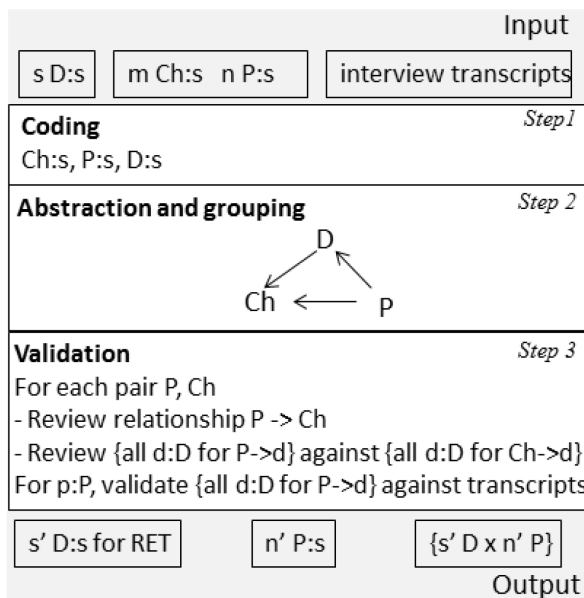 Input
s D:s m Ch:s n P:s interview transcripts
Coding Step1
Ch:s, P:s, D:s
Abstraction and grouping Step 2
D
Ch P
Validation Step 3
For each pair P, Ch
- Review relationship P -> Ch
- Review {all d:D for P->d} against {all d:D for Ch->d}
For p:P, validate {all d:D for P->d} against transcripts
s’ D:s for RET n’ P:s {s’ D x n’ P}
Output